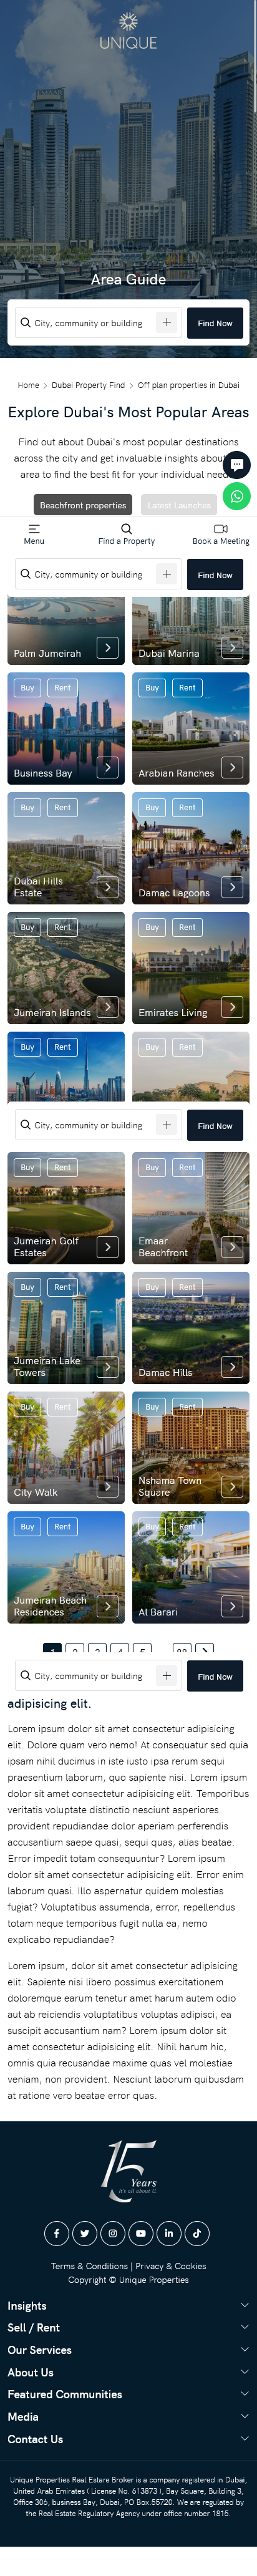 UNIQUE
Area Guide
City, community or building
Find Now
Home > Dubai Property Find > Off plan properties in Dubai
Explore Dubai's Most Popular Areas
Find out about Dubai's most popular destinations
across the city and get invaluable insights about
area to find the best fit for your individual need
Beachfront properties
Latest Launches
Menu
Find a Property
Book a Meeting
City, community or building
Find Now
Palm Jumeirah
Dubai Marina
Buy Rent
Business Bay
Buy Rent
Arabian Ranches
Buy Rent
Dubai Hills
Estate
Buy Rent
Damac Lagoons
Buy Rent
Jumeirah Islands
Buy Rent
Emirates Living
Buy Rent
Buy Rent
City, community or building
Find Now
Buy Rent
Jumeirah Golf
Estates
Buy Rent
Emaar
Beachfront
Buy Rent
Jumeirah Lake
Towers
Buy Rent
Damac Hills
Buy Rent
City Walk
Buy Rent
Nshama Town
Square
Buy Rent
Jumeirah Beach
Residences
Buy Rent
Al Barari
1 2 3 4 5 ... 88
City, community or building
Find Now
adipisicing elit.
Lorem ipsum dolor sit amet consectetur adipisicing
elit. Dolore quam vero nemo! At consequatur sed quia
ipsam nihil ducimus in iste iusto ipsa rerum sequi
praesentium laborum, quo sapiente nisi. Lorem ipsum
dolor sit amet consectetur adipisicing elit. Temporibus
veritatis voluptate distinctio nesciunt asperiores
provident repudiandae dolor aperiam perferendis
accusantium saepe quasi, sequi quas, alias beatae.
Error impedit totam consequuntur? Lorem ipsum
dolor sit amet consectetur adipisicing elit. Error enim
laborum quasi. Illo aspernatur quidem molestias
fugiat? Voluptatibus assumenda, error, repellendus
totam neque temporibus fugit nulla ea, nemo
explicabo repudiandae?
Lorem ipsum, dolor sit amet consectetur adipisicing
elit. Sapiente nisi libero possimus exercitationem
doloremque earum tenetur amet harum autem odio
aut ab reiciendis voluptatibus voluptas adipisci, ea
suscipit accusantium nam? Lorem ipsum dolor sit
amet consectetur adipisicing elit. Nihil harum hic,
omnis quia recusandae maxime quas vel molestiae
veniam, non provident. Nesciunt laborum quibusdam
at ratione vero beatae error quas.
15 Years
It's all about U
Terms & Conditions | Privacy & Cookies
Copyright © Unique Properties
Insights
Sell / Rent
Our Services
About Us
Featured Communities
Media
Contact Us
Unique Properties Real Estare Broker is a company registered in Dubai,
United Arab Emirates ( License No. 613873 ), Bay Square, Building 3,
Office 306, business Bay, Dubai, PO Box.55720. We are regulated by
the Real Estate Regulatory Agency under office number 1815.